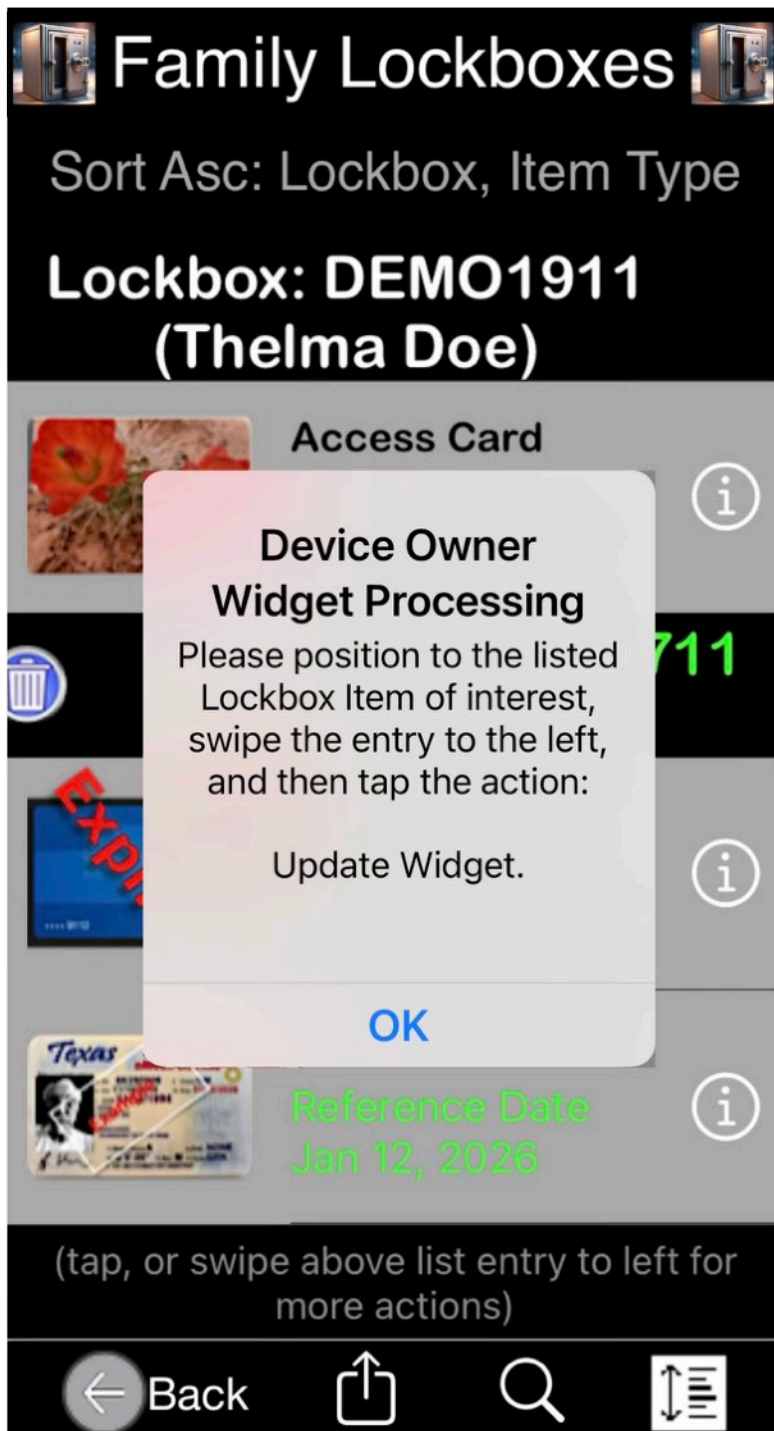 Family Lockboxes
Sort Asc: Lockbox, Item Type
Lockbox: DEMO1911
(Thelma Doe)
Access Card
Device Owner
Widget Processing
Please position to the listed
Lockbox Item of interest,
swipe the entry to the left,
and then tap the action:
Update Widget.
OK
711
Texas
Reference Date
Jan 12, 2026
(tap, or swipe above list entry to left for
more actions)
Back